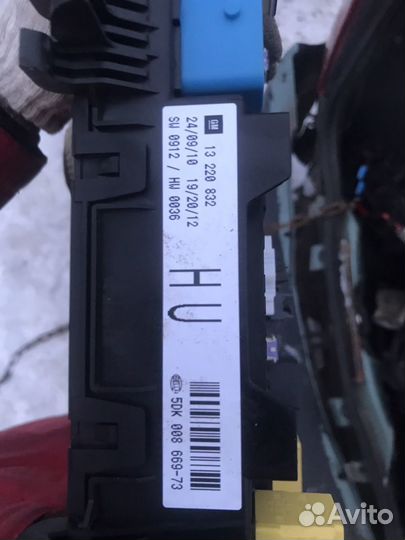 GM
13 220 832
24/09/10 19/20/12
SW 0912 / HW 0036
HU
HELLA
5DK 008 669-73
Avito